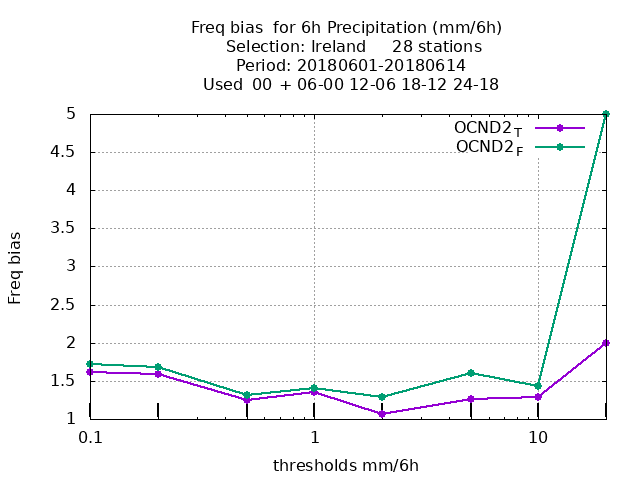 Freq bias  for 6h Precipitation (mm/6h)
Selection: Ireland     28 stations
Period: 20180601-20180614
Used  00  + 06-00 12-06 18-12 24-18
OCND2_T
OCND2_F
5
4.5
4
3.5
3
2.5
2
1.5
1
Freq bias
0.1 1 10
thresholds mm/6h